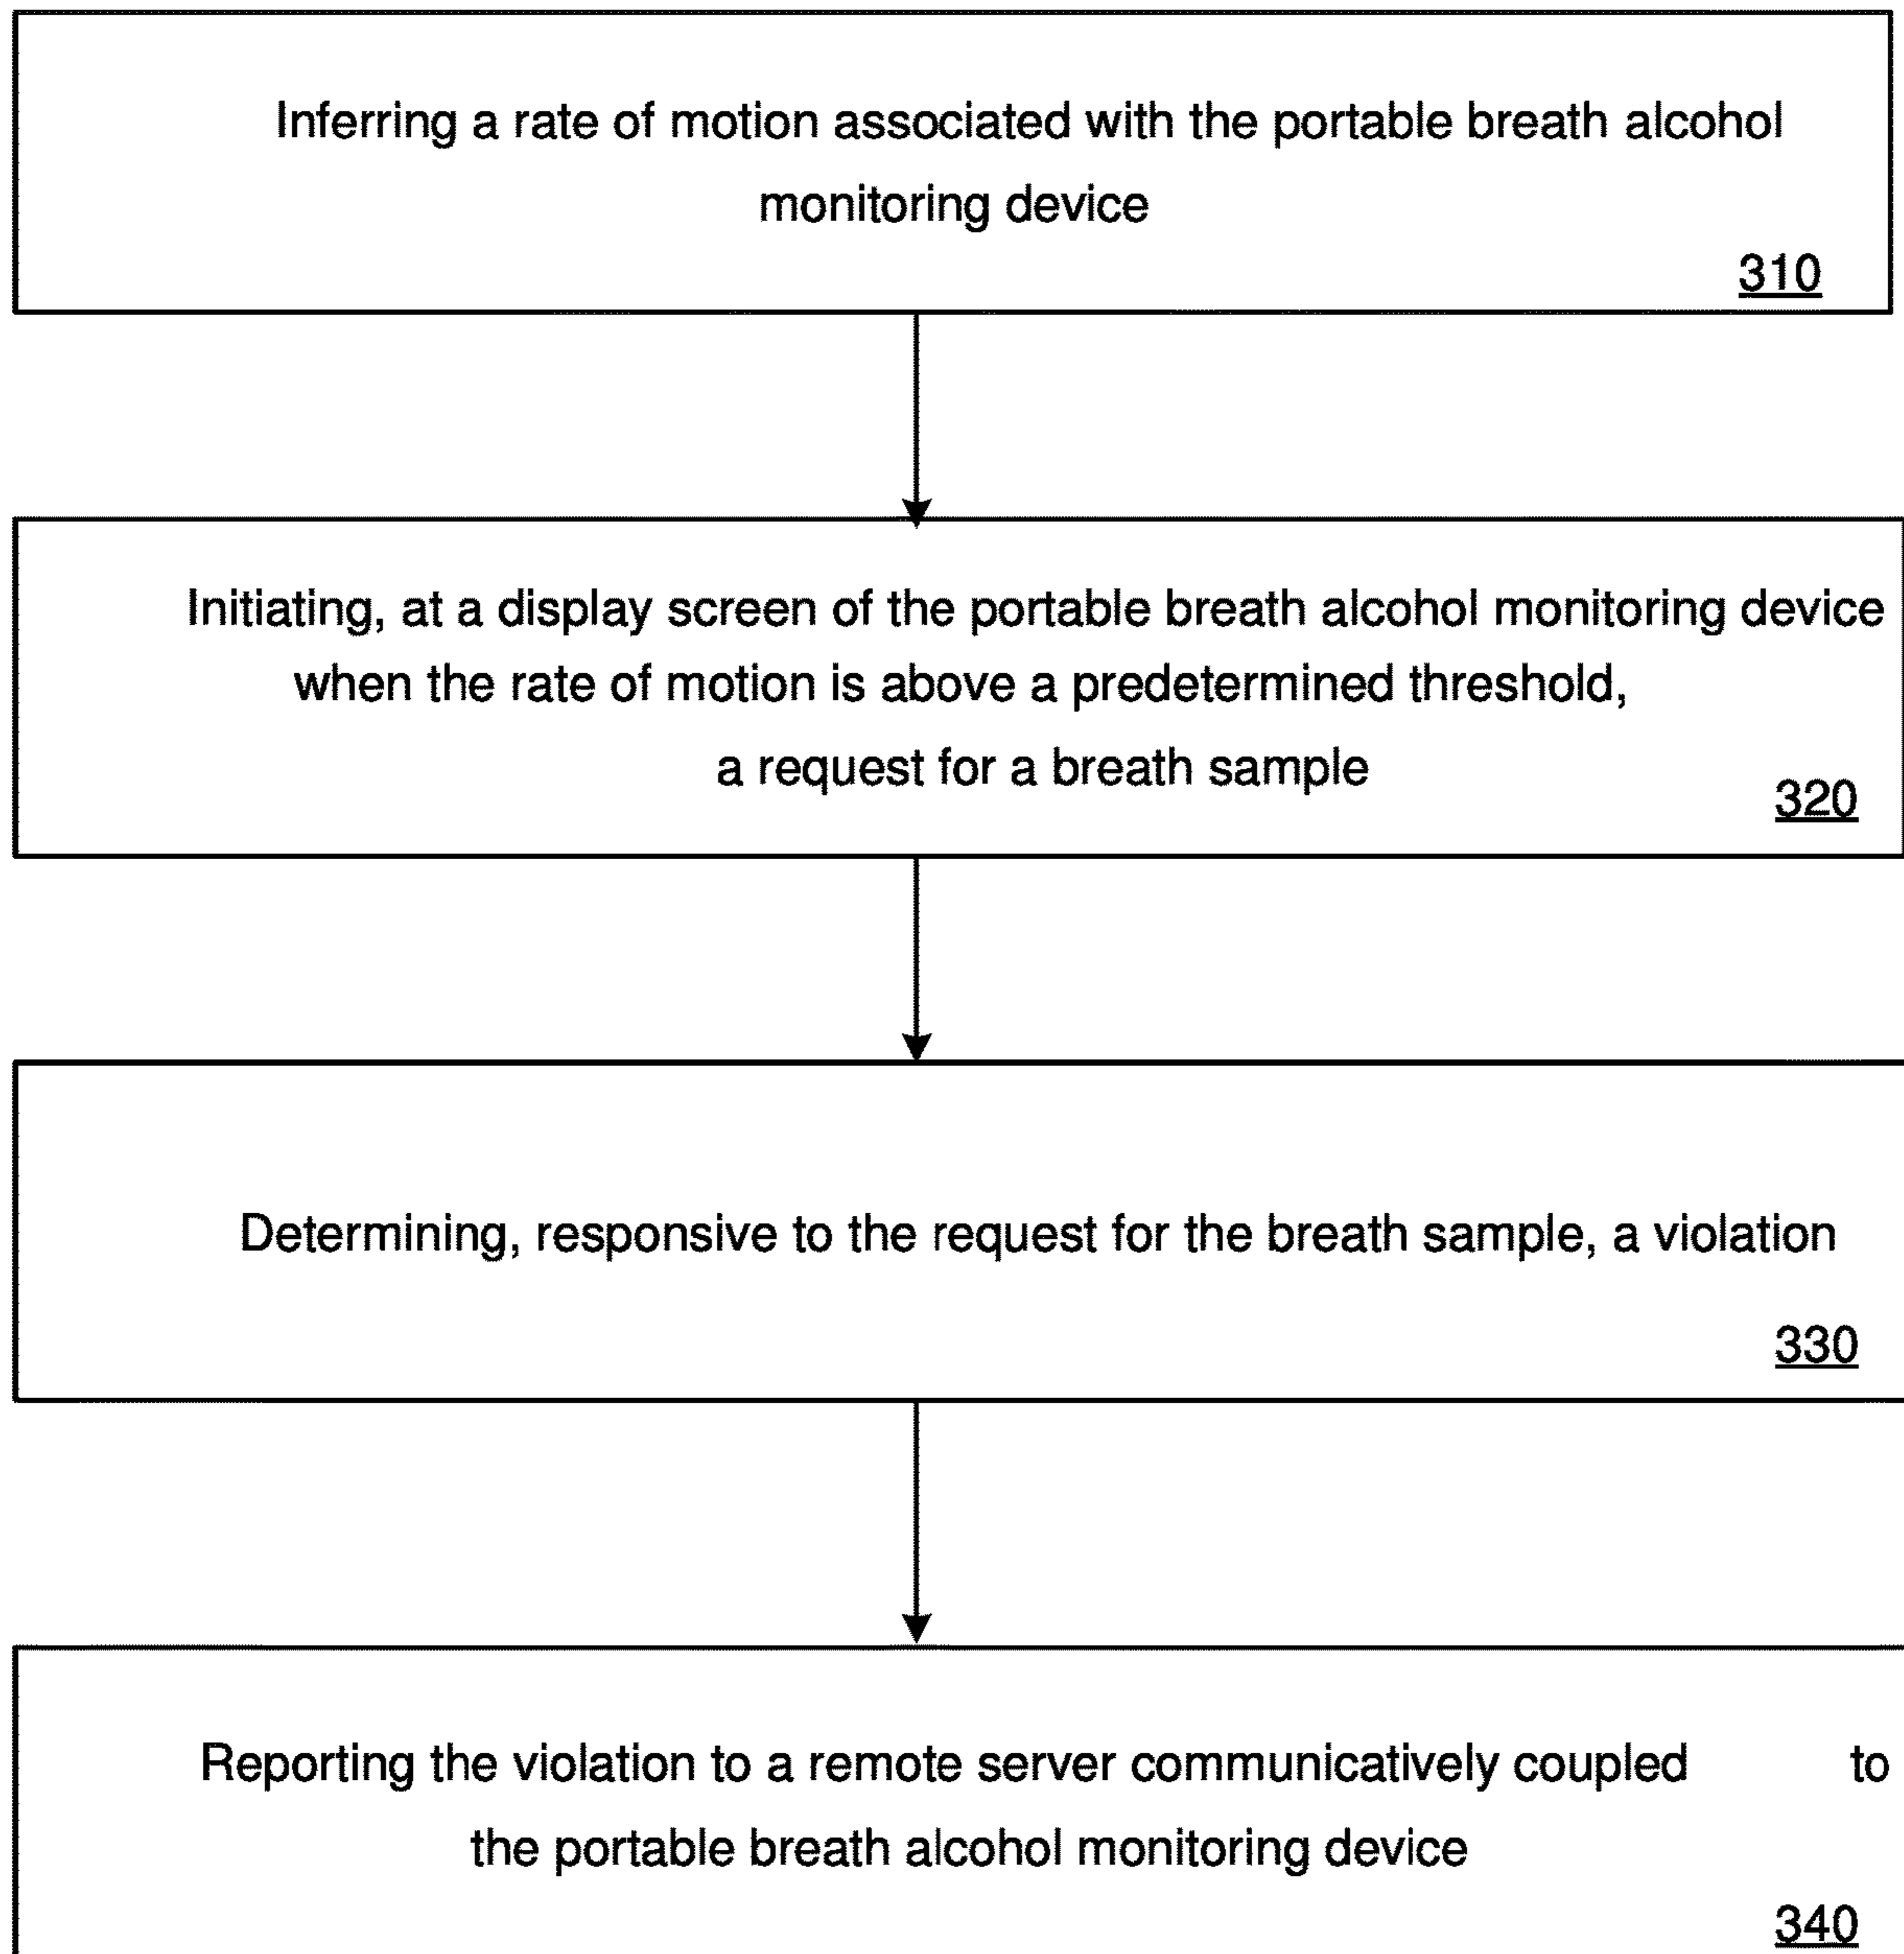 Inferring a rate of motion associated with the portable breath alcohol
monitoring device
310
Initiating, at a display screen of the portable breath alcohol monitoring device
when the rate of motion is above a predetermined threshold,
a request for a breath sample
320
Determining, responsive to the request for the breath sample, a violation
330
Reporting the violation to a remote server communicatively coupled to
the portable breath alcohol monitoring device
340